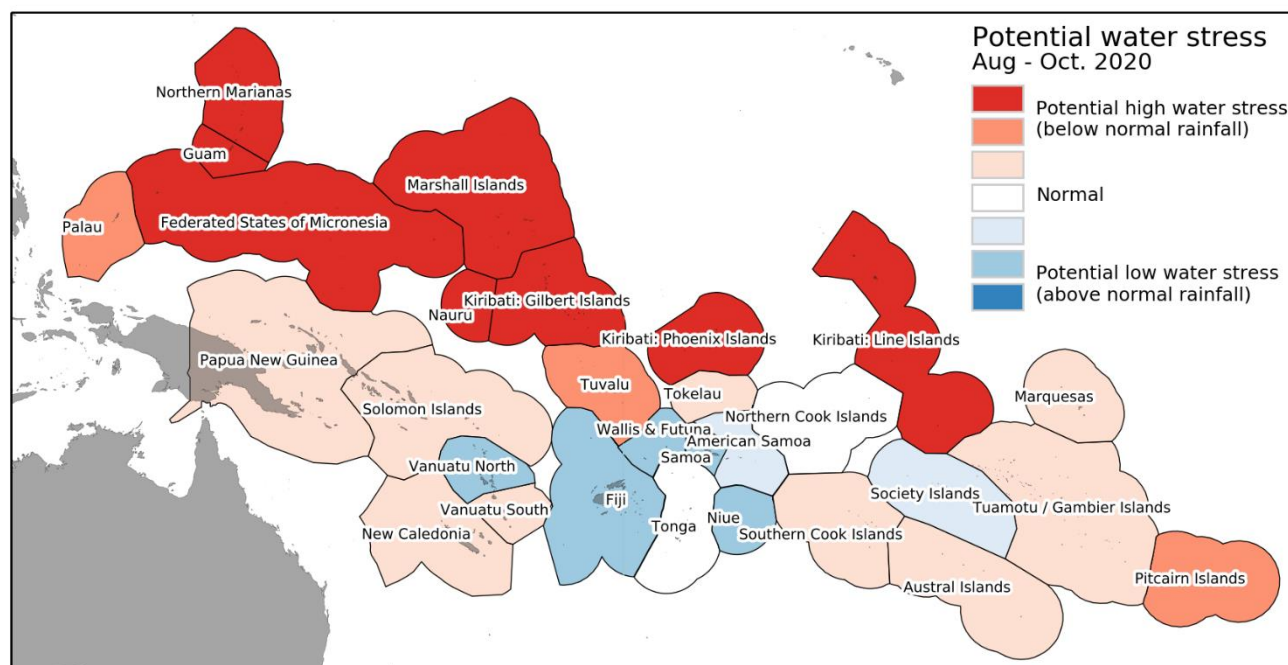 Potential water stress
Aug - Oct. 2020
Potential high water stress
(below normal rainfall)
Normal
Potential low water stress
(above normal rainfall)
Northern Marianas
Guam
Marshall Islands
Federated States of Micronesia
Palau
Kiribati: Gilbert Islands
Nauru
Kiribati: Phoenix Islands
Kiribati: Line Islands
Papua New Guinea
Tuvalu
Tokelau
Marquesas
Solomon Islands
Northern Cook Islands
Wallis & Futuna
American Samoa
Samoa
Vanuatu North
Fiji
Society Islands
Tuamotu / Gambier Islands
Vanuatu South
Niue
Tonga
New Caledonia
Southern Cook Islands
Pitcairn Islands
Austral Islands